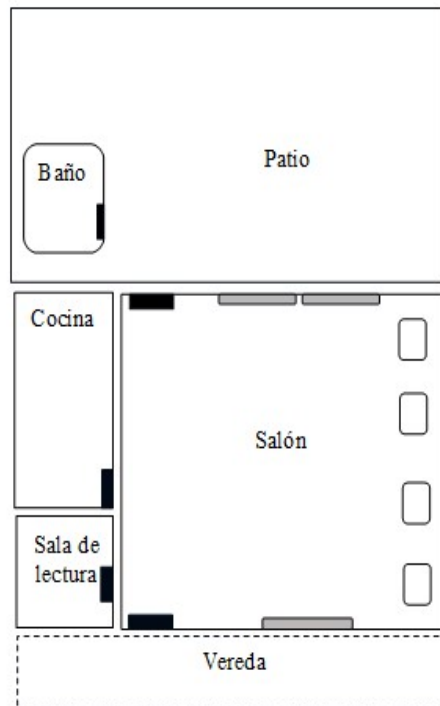 Baño
Patio
Cocina
Salón
Sala de
lectura
Vereda